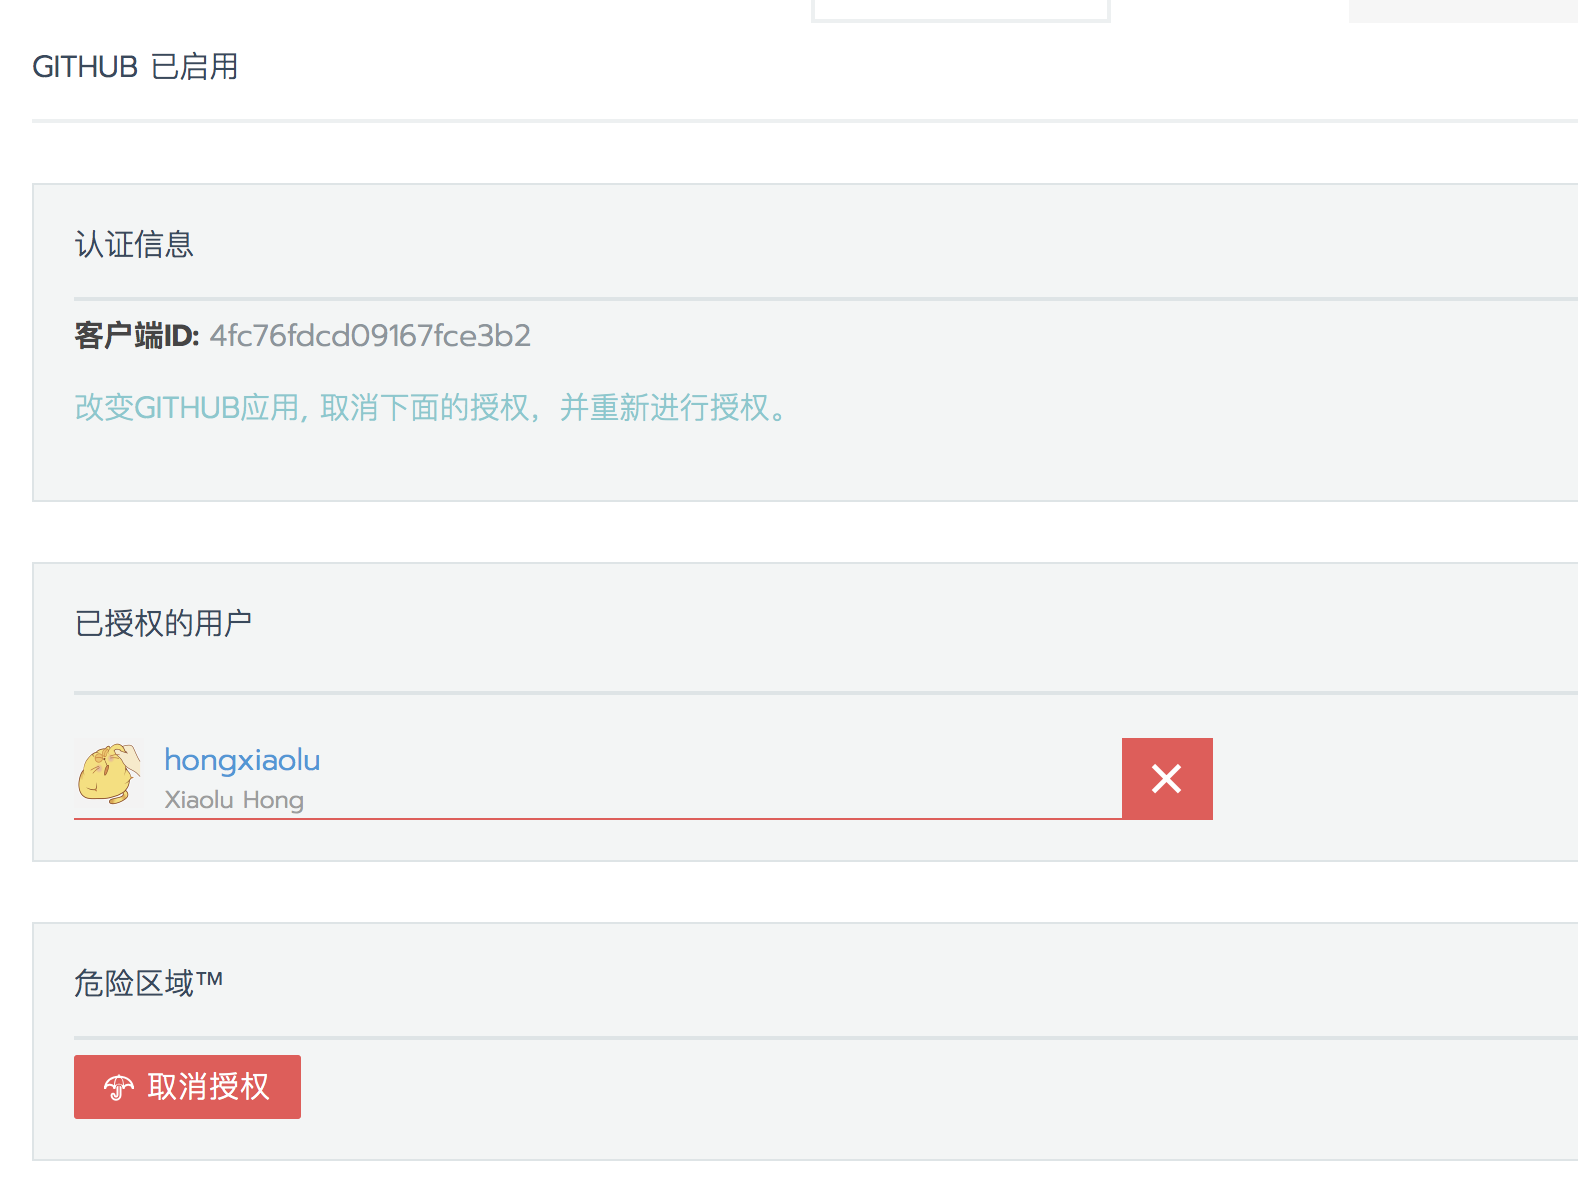 GITHUB 已启用
认证信息
客户端ID: 4fc76fdcd09167fce3b2
改变GITHUB应用, 取消下面的授权，并重新进行授权。
已授权的用户
hongxiaolu
Xiaolu Hong
危险区域™
取消授权